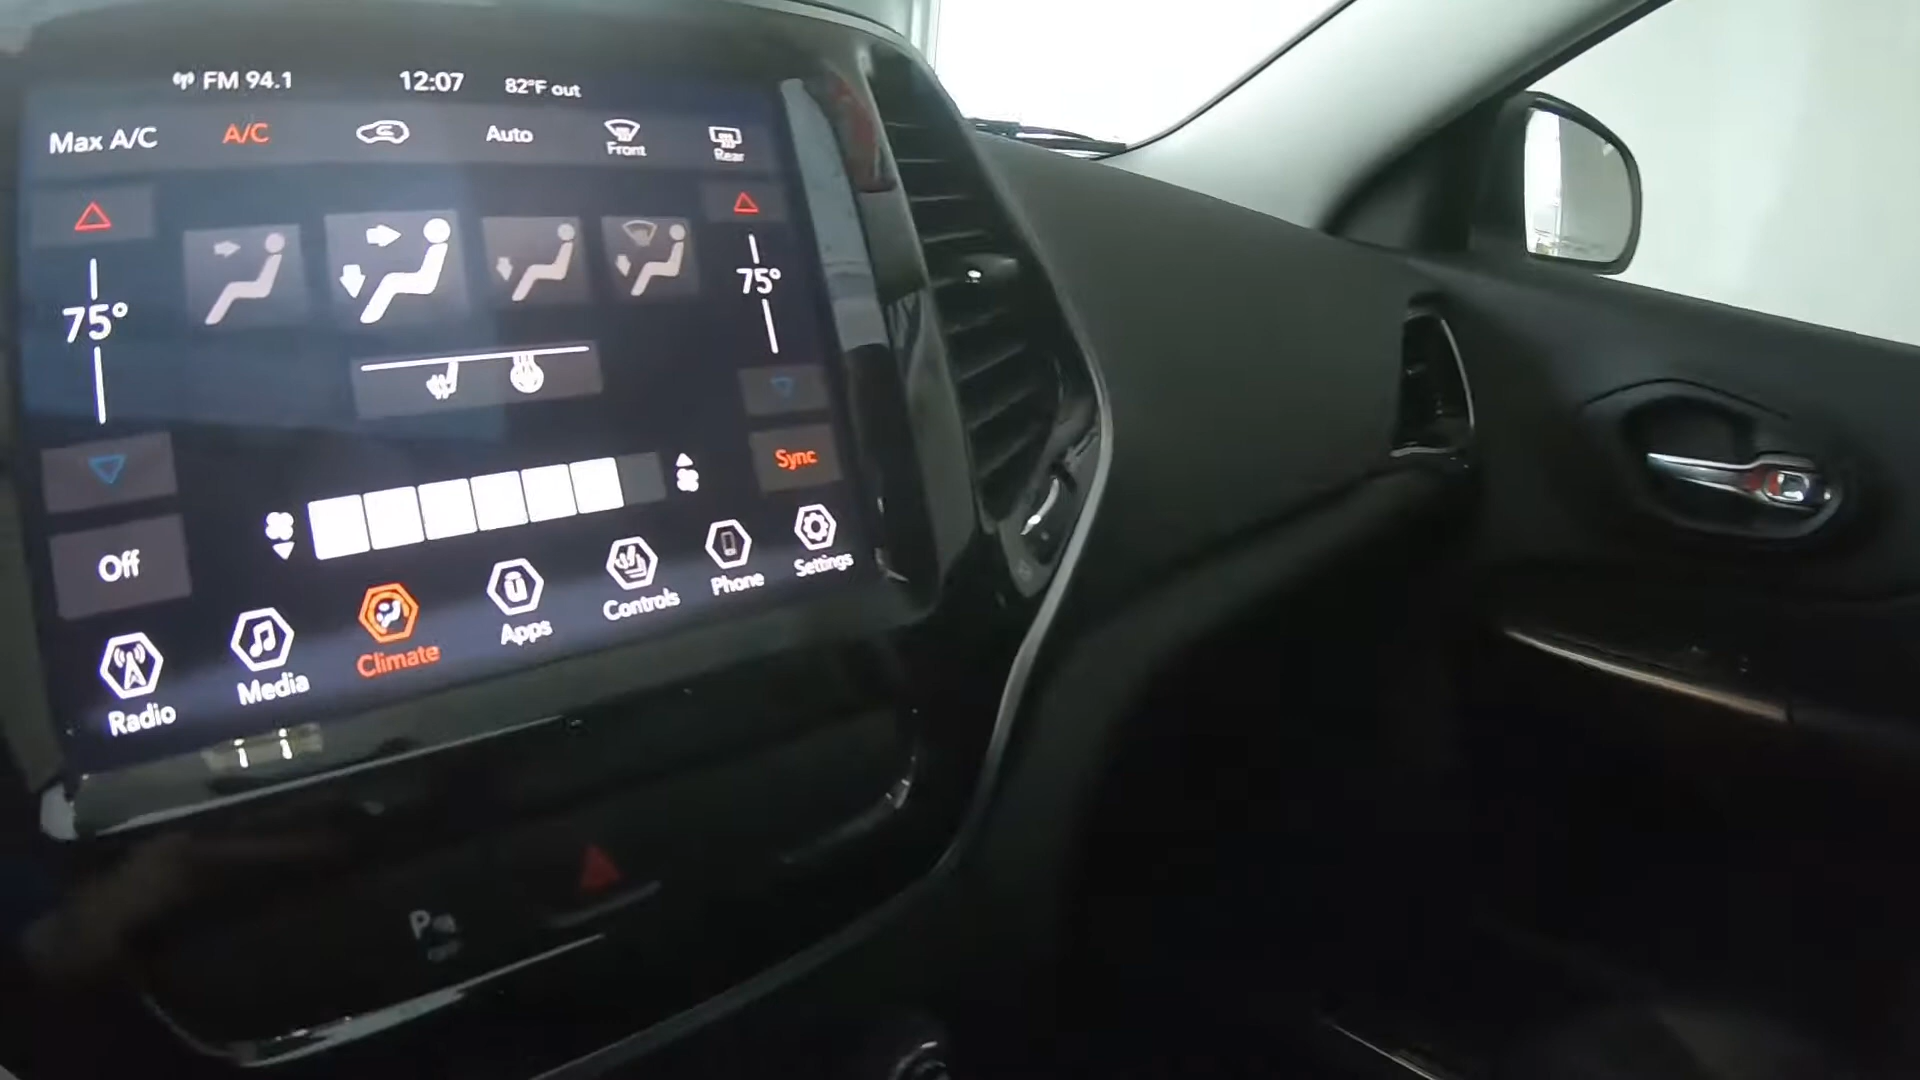 FM 94.1 12:07 82°F out
Max A/C A/C Auto Front Rear
75° 75°
Sync
Off
Radio Media Climate Apps Controls Phone Settings
P
OFF